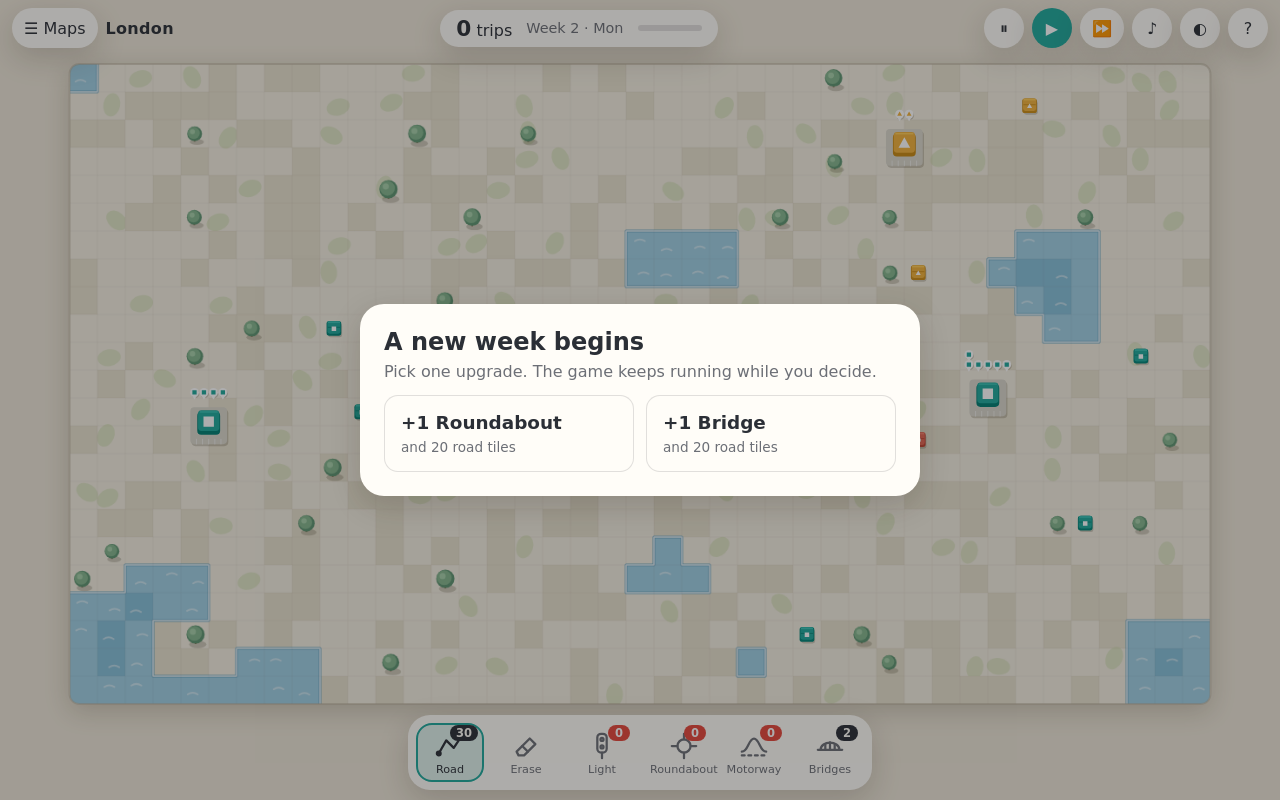 ☰ Maps
London
0 trips
Week 2 · Mon
?
A new week begins
Pick one upgrade. The game keeps running while you decide.
+1 Roundabout
and 20 road tiles
+1 Bridge
and 20 road tiles
30
0
0
0
2
Road
Erase
Light
Roundabout
Motorway
Bridges